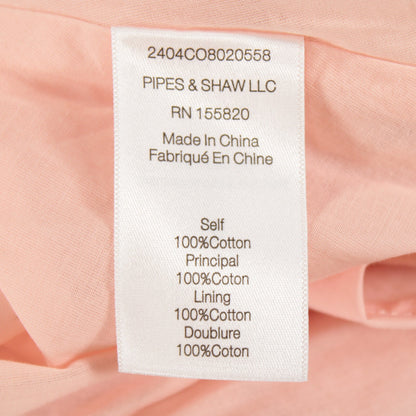 2404CO8020558
PIPES & SHAW LLC
RN 155820
Made In China
Fabriqué En Chine
Self
100%Cotton
Principal
100%Coton
Lining
100%Cotton
Doublure
100%Coton